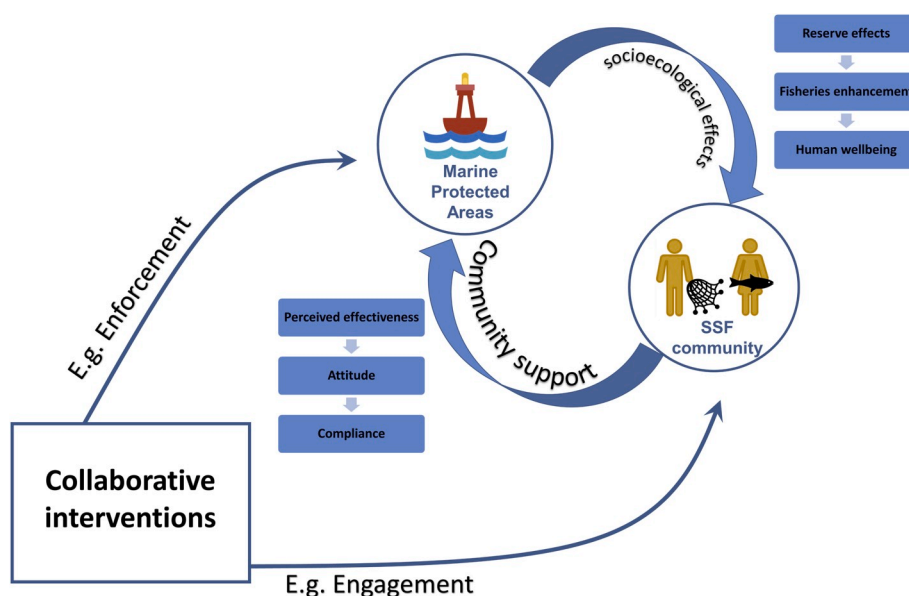 Reserve effects
Fisheries enhancement
Human wellbeing
socioecological effects
Marine
Protected
Areas
SSF
community
Community support
Perceived effectiveness
Attitude
Compliance
E.g. Enforcement
Collaborative
interventions
E.g. Engagement